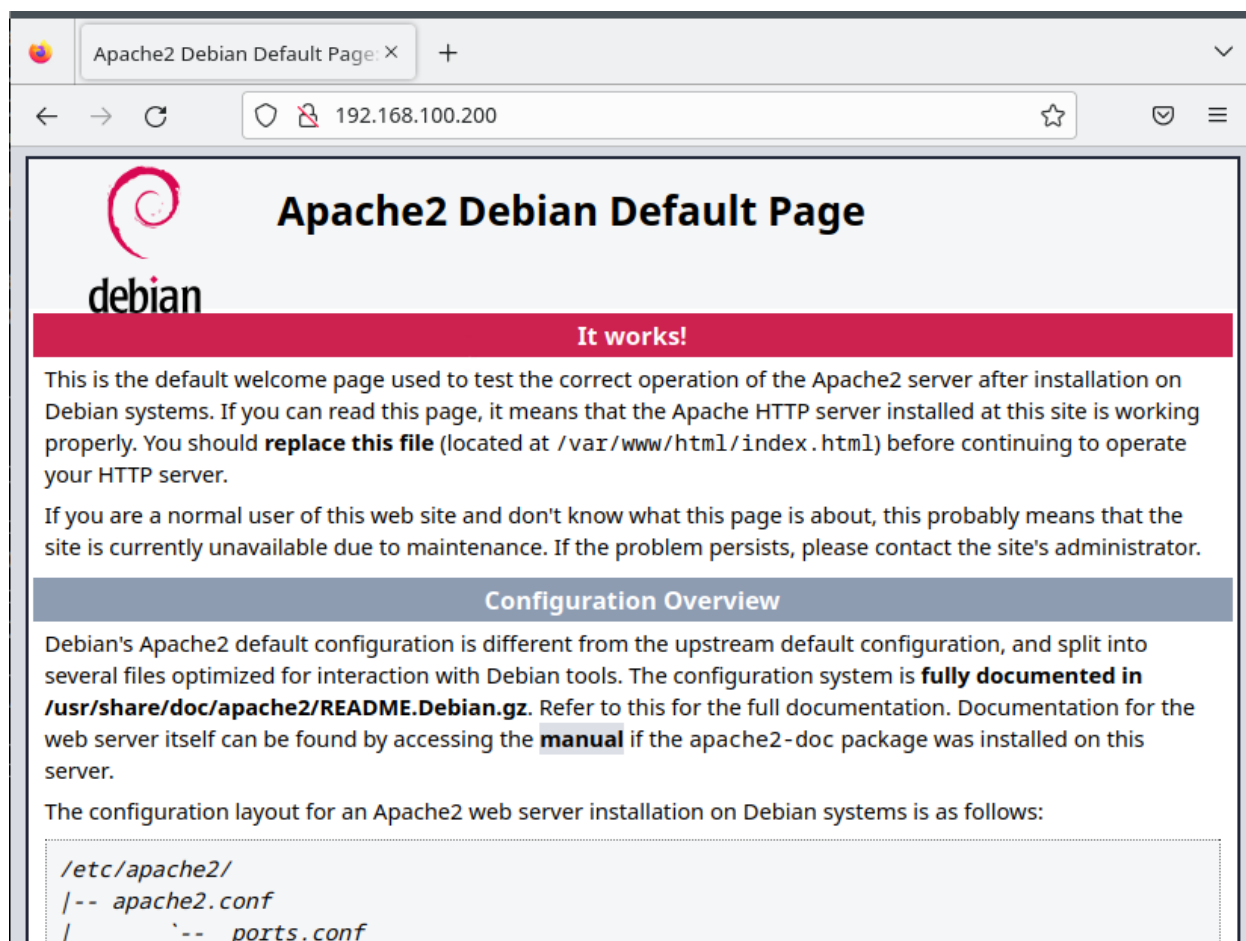 Apache2 Debian Default Page:
192.168.100.200
debian
Apache2 Debian Default Page
It works!
This is the default welcome page used to test the correct operation of the Apache2 server after installation on
Debian systems. If you can read this page, it means that the Apache HTTP server installed at this site is working
properly. You should replace this file (located at /var/www/html/index.html) before continuing to operate
your HTTP server.
If you are a normal user of this web site and don't know what this page is about, this probably means that the
site is currently unavailable due to maintenance. If the problem persists, please contact the site's administrator.
Configuration Overview
Debian's Apache2 default configuration is different from the upstream default configuration, and split into
several files optimized for interaction with Debian tools. The configuration system is fully documented in
/usr/share/doc/apache2/README.Debian.gz. Refer to this for the full documentation. Documentation for the
web server itself can be found by accessing the manual if the apache2-doc package was installed on this
server.
The configuration layout for an Apache2 web server installation on Debian systems is as follows:
/etc/apache2/
|-- apache2.conf
|       `--  ports.conf